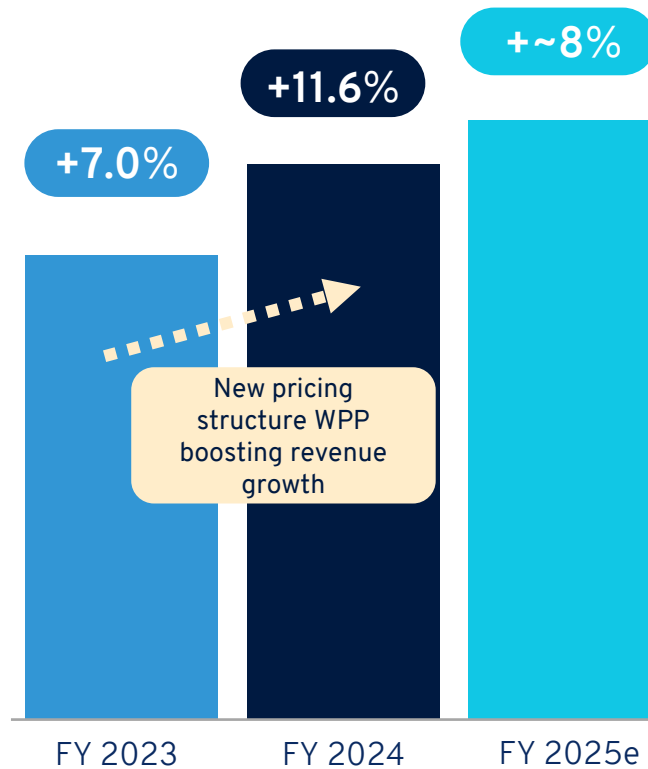 +~8%
+11.6%
+7.0%
New pricing
structure WPP
boosting revenue
growth
FY 2023
FY 2024
FY 2025e